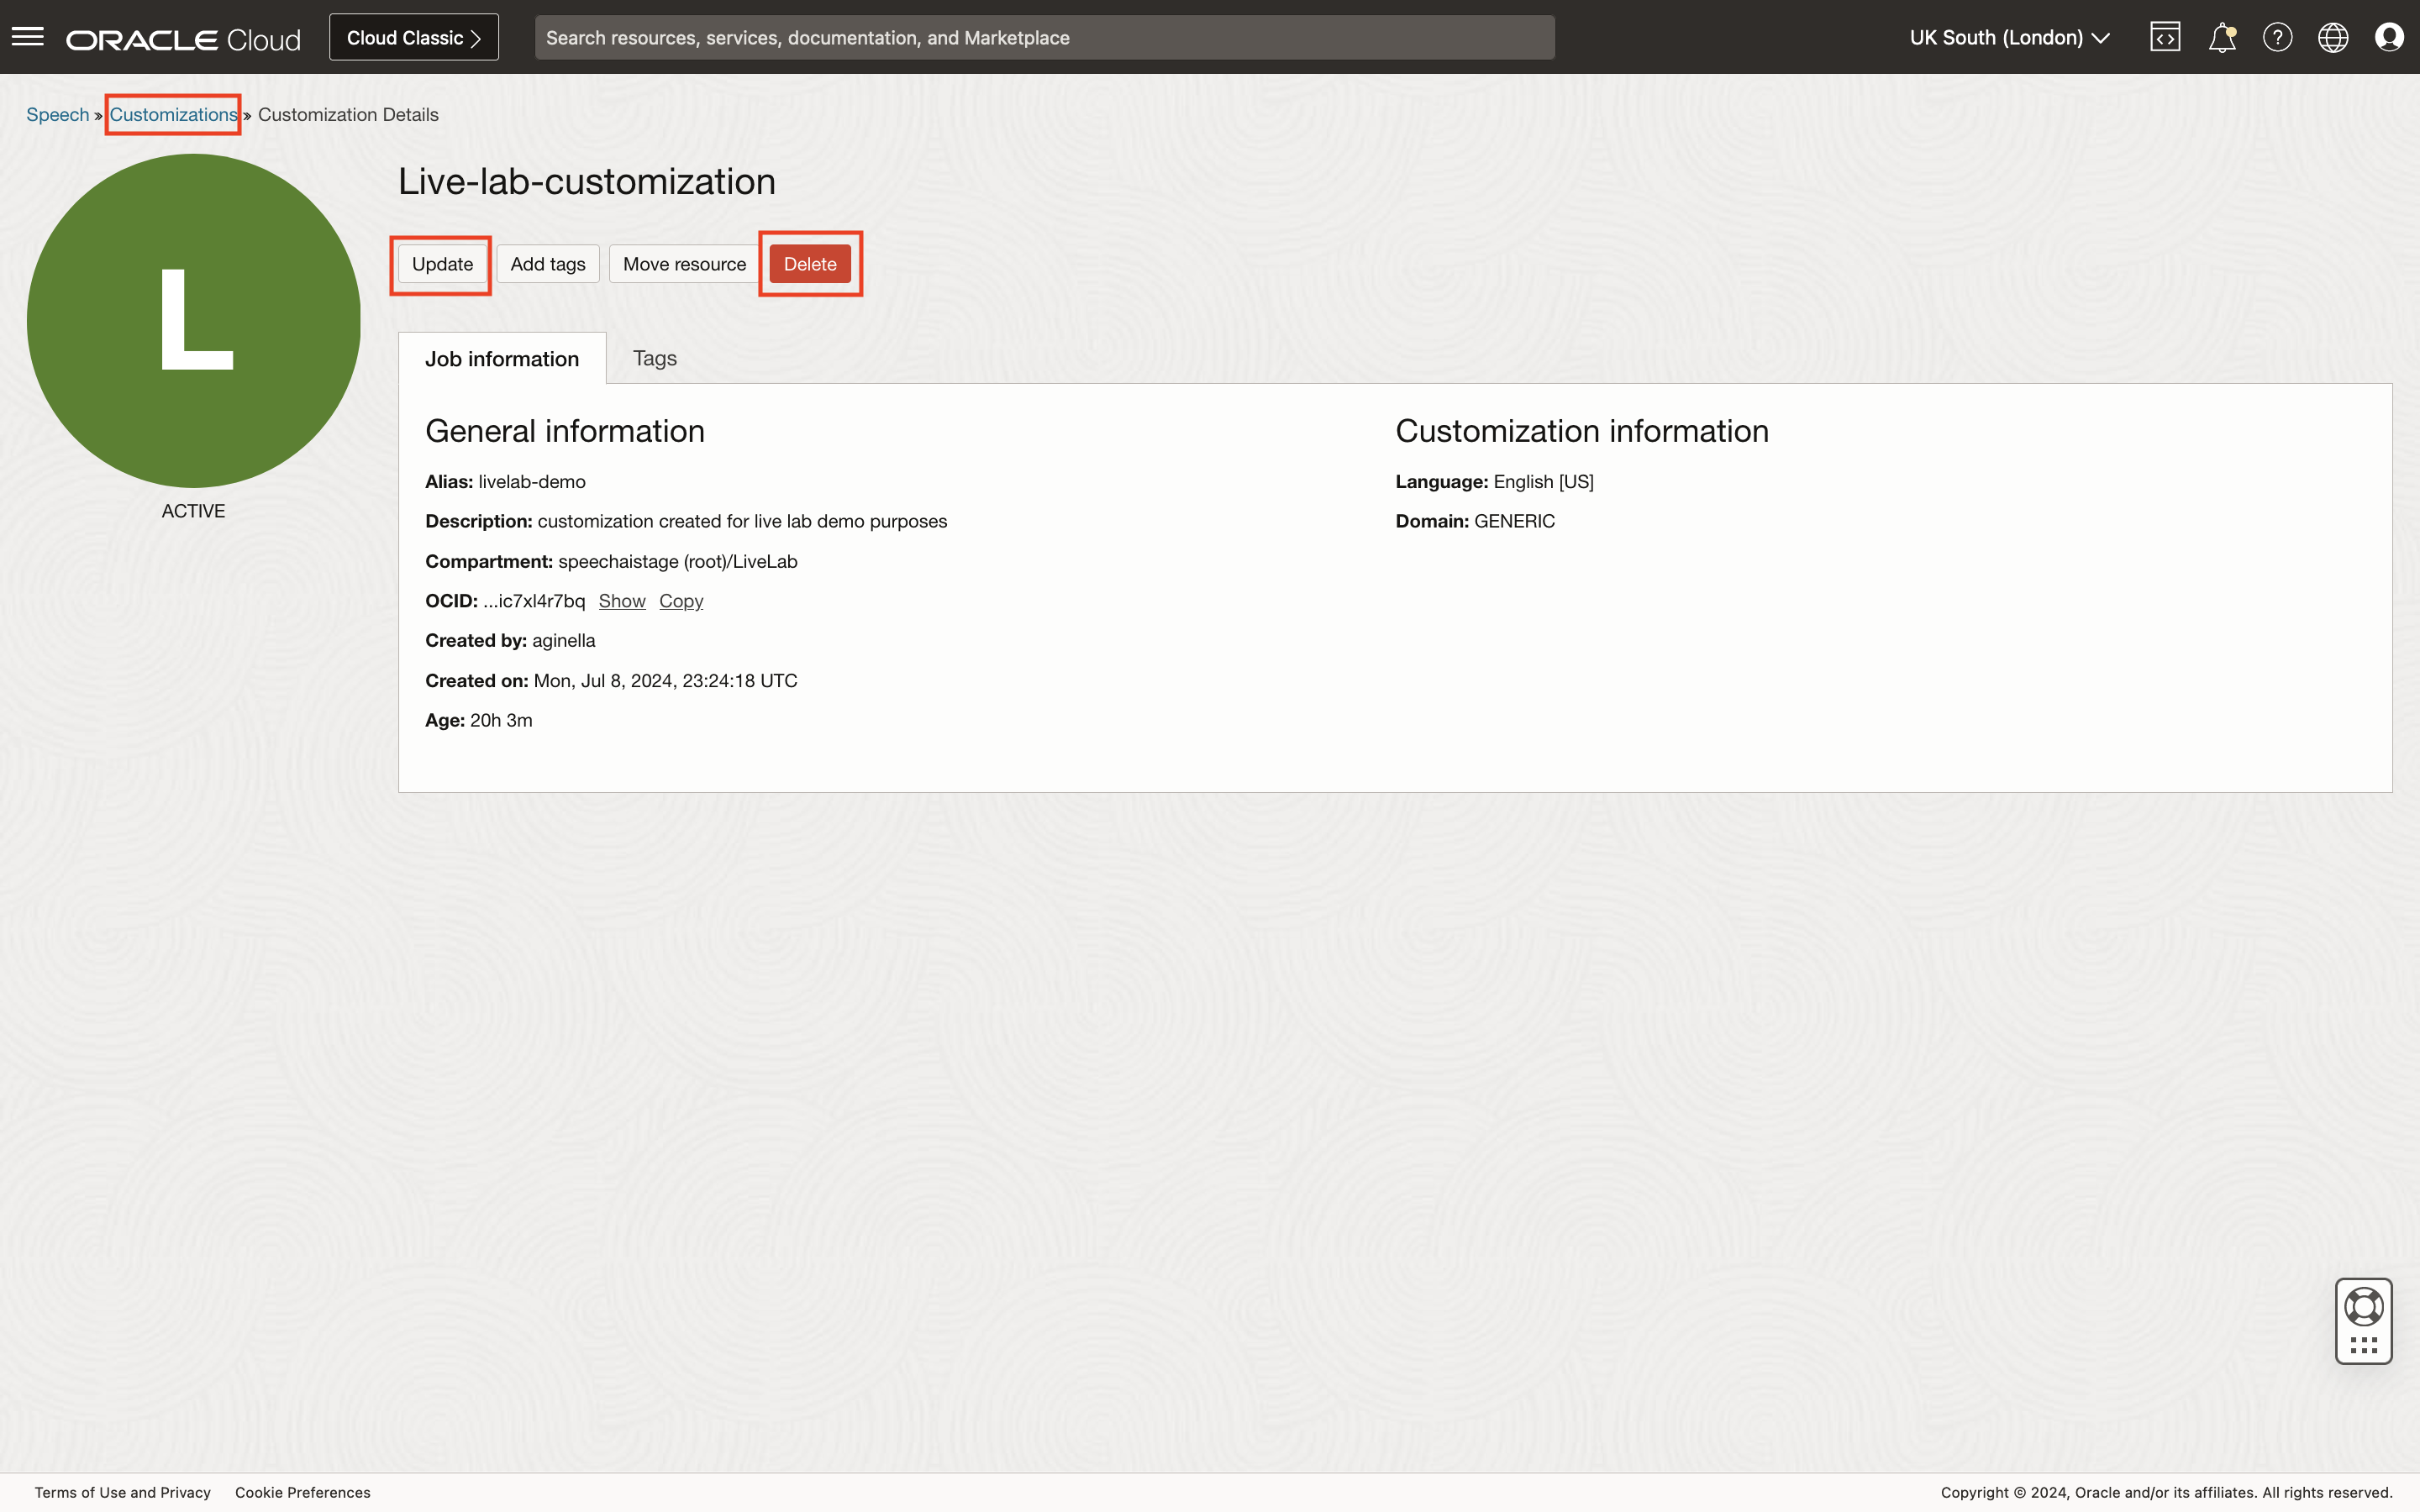 ORACLE Cloud
Cloud Classic
Search resources, services, documentation, and Marketplace
UK South (London)
Speech » Customizations » Customization Details
L
ACTIVE
Live-lab-customization
Update
Add tags
Move resource
Delete
Job information
Tags
General information
Alias: livelab-demo
Description: customization created for live lab demo purposes
Compartment: speechaistage (root)/LiveLab
OCID: ...ic7xl4r7bq Show Copy
Created by: aginella
Created on: Mon, Jul 8, 2024, 23:24:18 UTC
Age: 20h 3m
Customization information
Language: English [US]
Domain: GENERIC
Terms of Use and Privacy
Cookie Preferences
Copyright © 2024, Oracle and/or its affiliates. All rights reserved.